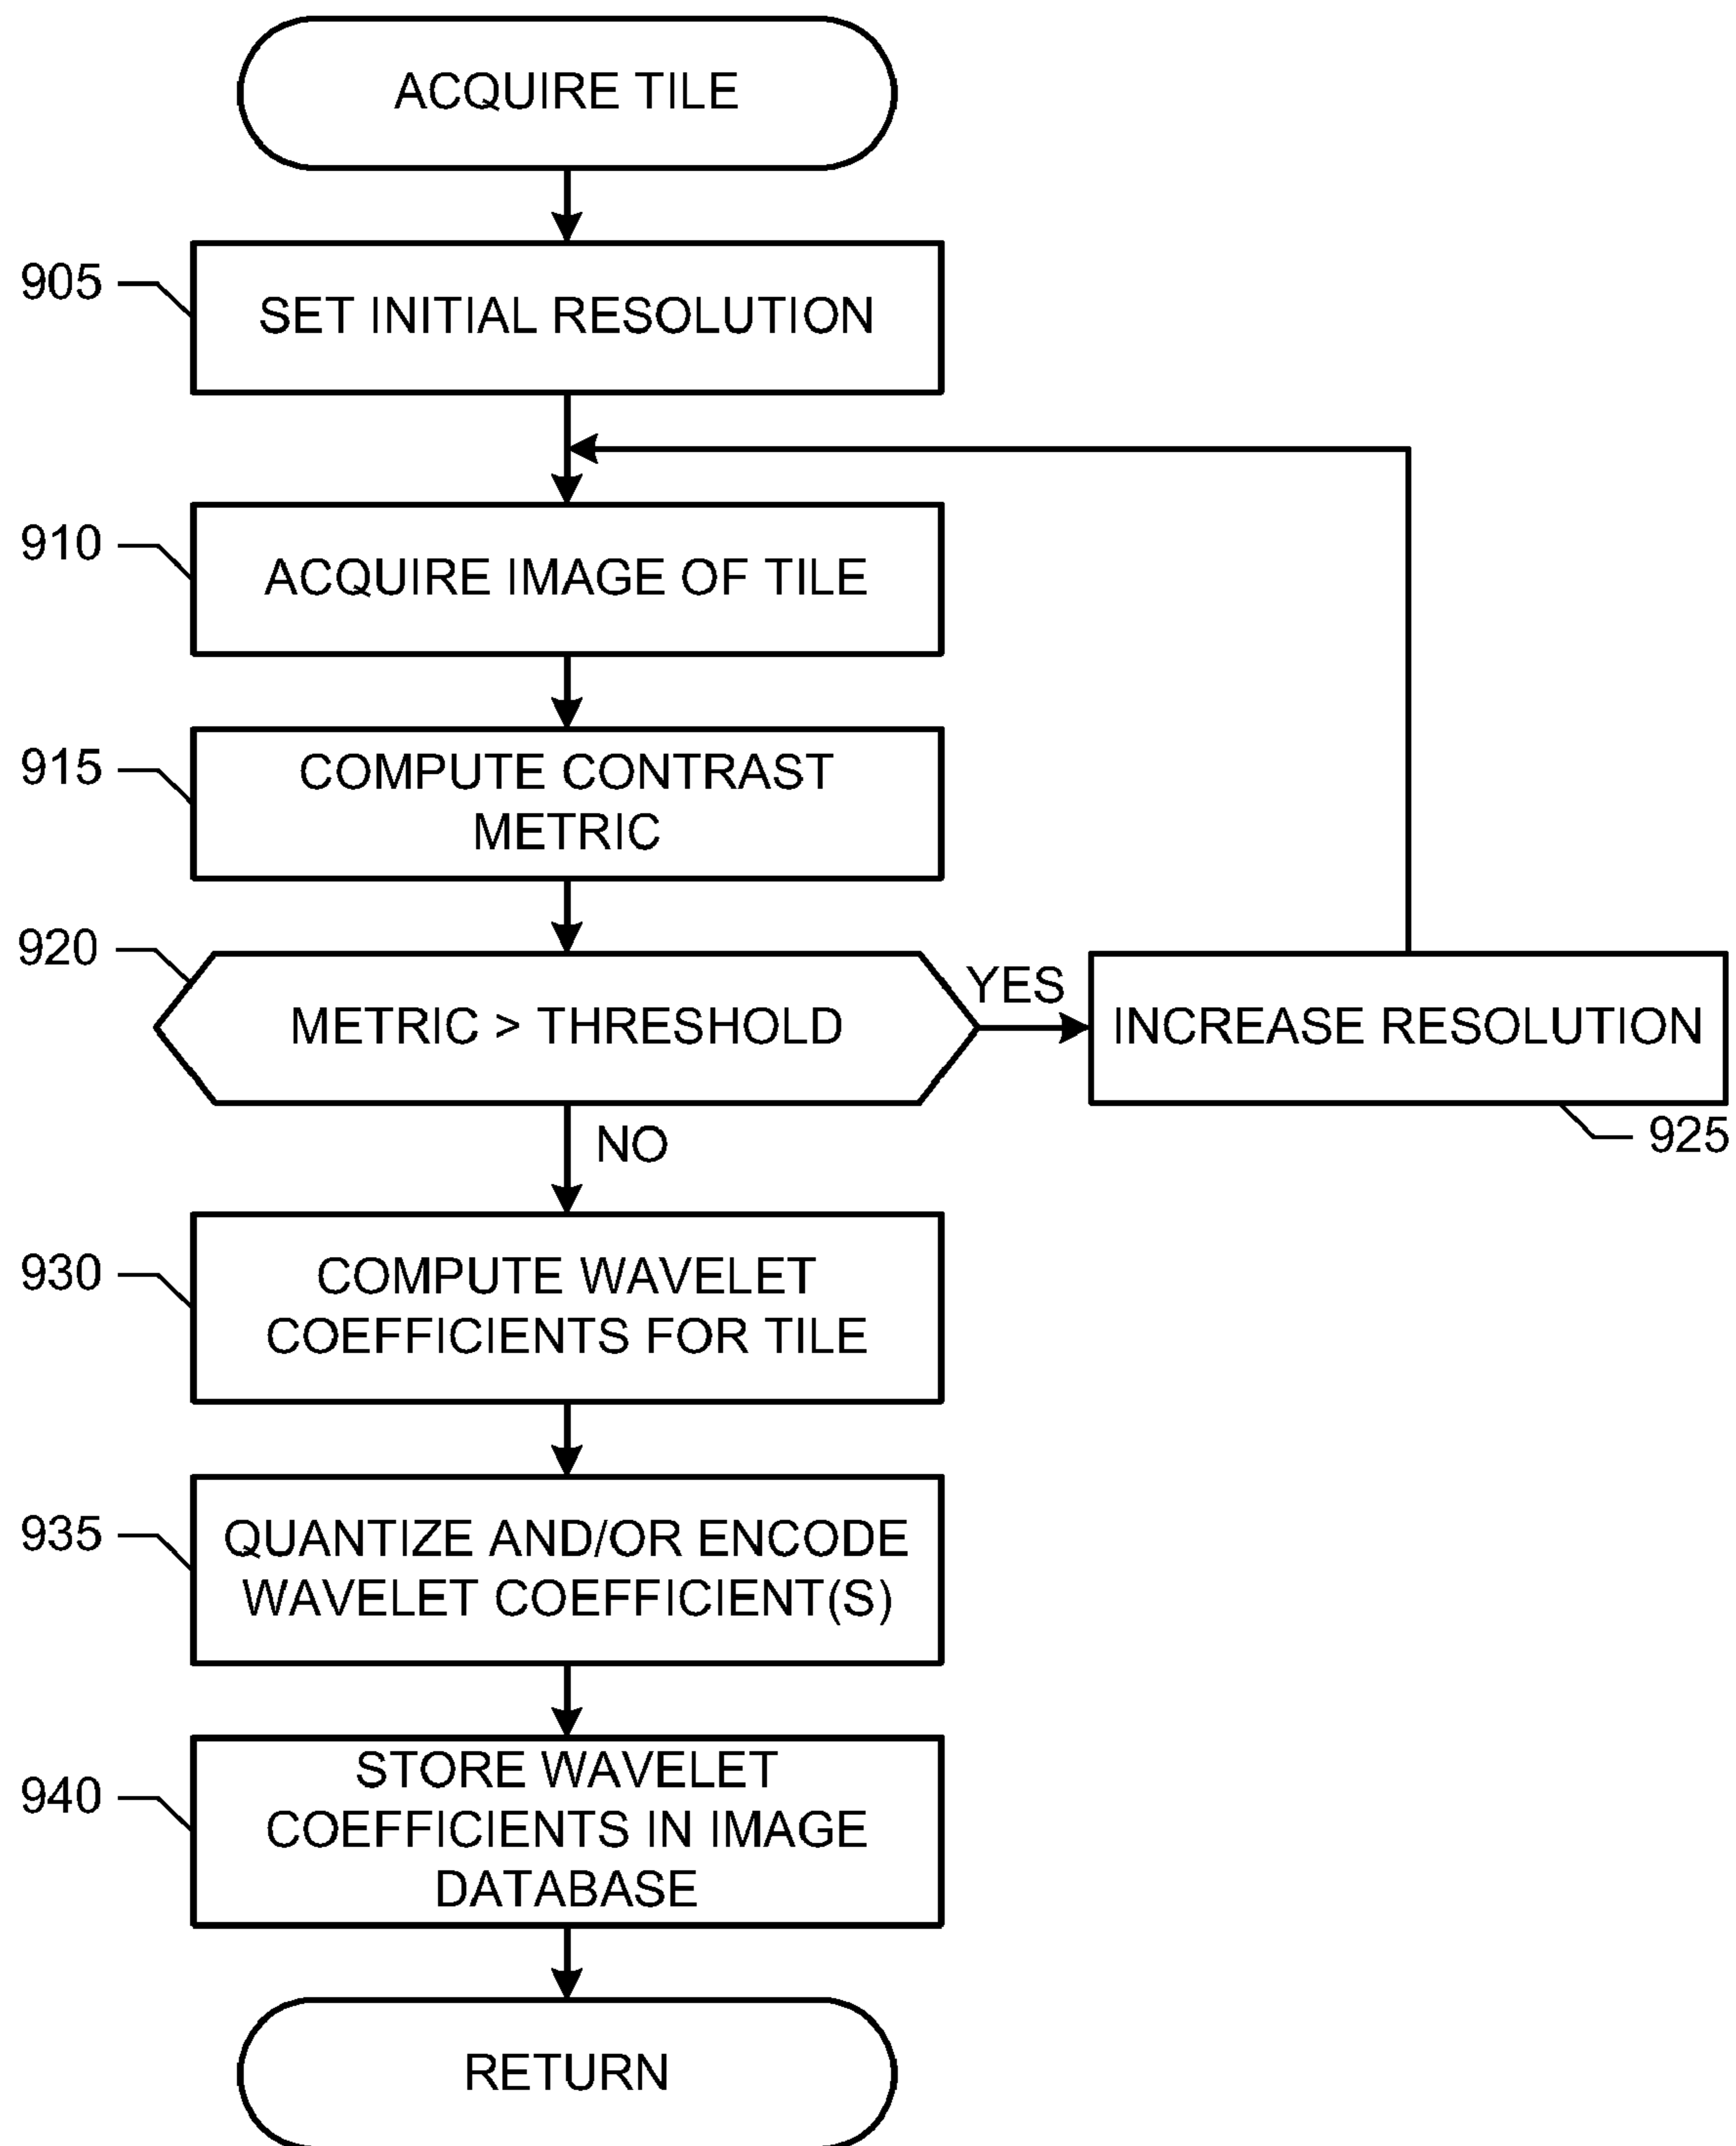 ACQUIRE TILE
905
SET INITIAL RESOLUTION
910
ACQUIRE IMAGE OF TILE
915
COMPUTE CONTRAST
METRIC
920
METRIC > THRESHOLD
YES
INCREASE RESOLUTION
925
NO
930
COMPUTE WAVELET
COEFFICIENTS FOR TILE
935
QUANTIZE AND/OR ENCODE
WAVELET COEFFICIENT(S)
940
STORE WAVELET
COEFFICIENTS IN IMAGE
DATABASE
RETURN